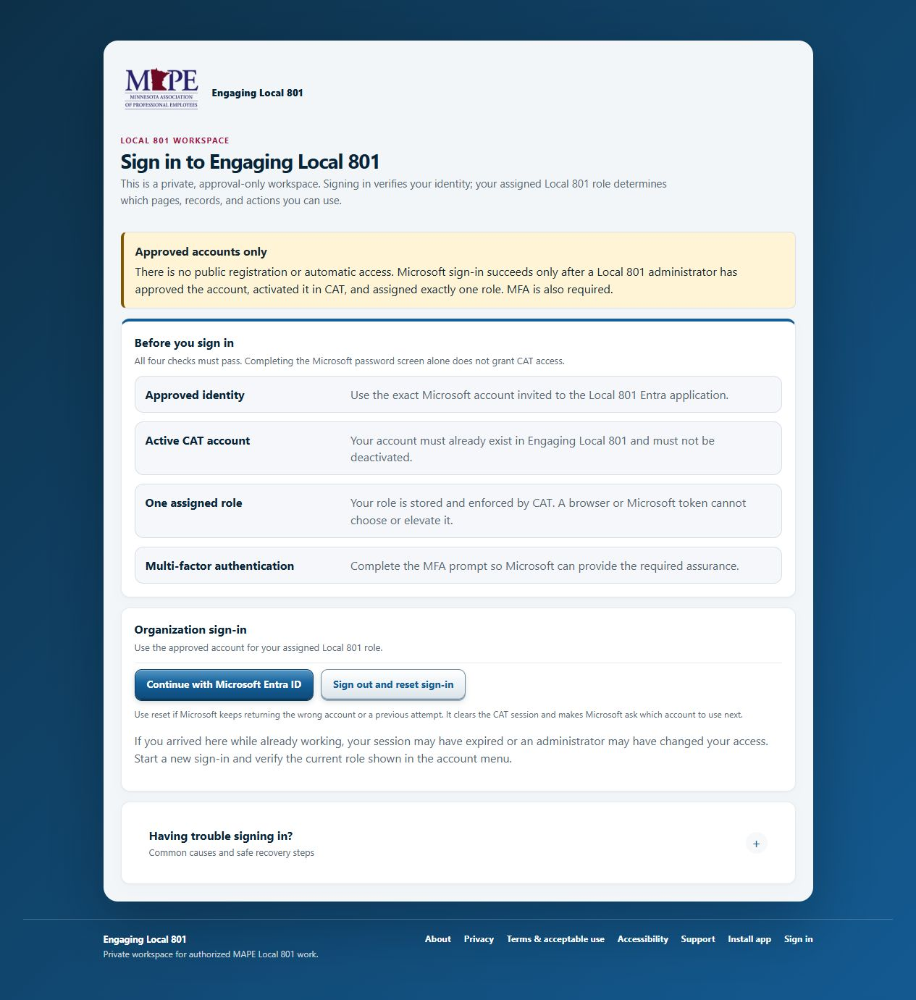 MAPE
MINNESOTA ASSOCIATION
OF PROFESSIONAL EMPLOYEES
Engaging Local 801
LOCAL 801 WORKSPACE
Sign in to Engaging Local 801
This is a private, approval-only workspace. Signing in verifies your identity; your assigned Local 801 role determines
which pages, records, and actions you can use.
Approved accounts only
There is no public registration or automatic access. Microsoft sign-in succeeds only after a Local 801 administrator has
approved the account, activated it in CAT, and assigned exactly one role. MFA is also required.
Before you sign in
All four checks must pass. Completing the Microsoft password screen alone does not grant CAT access.
Approved identity
Use the exact Microsoft account invited to the Local 801 Entra application.
Active CAT account
Your account must already exist in Engaging Local 801 and must not be
deactivated.
One assigned role
Your role is stored and enforced by CAT. A browser or Microsoft token cannot
choose or elevate it.
Multi-factor authentication
Complete the MFA prompt so Microsoft can provide the required assurance.
Organization sign-in
Use the approved account for your assigned Local 801 role.
Continue with Microsoft Entra ID
Sign out and reset sign-in
Use reset if Microsoft keeps returning the wrong account or a previous attempt. It clears the CAT session and makes Microsoft ask which account to use next.
If you arrived here while already working, your session may have expired or an administrator may have changed your access.
Start a new sign-in and verify the current role shown in the account menu.
Having trouble signing in?
Common causes and safe recovery steps
+
Engaging Local 801
Private workspace for authorized MAPE Local 801 work.
About Privacy Terms & acceptable use Accessibility Support Install app Sign in